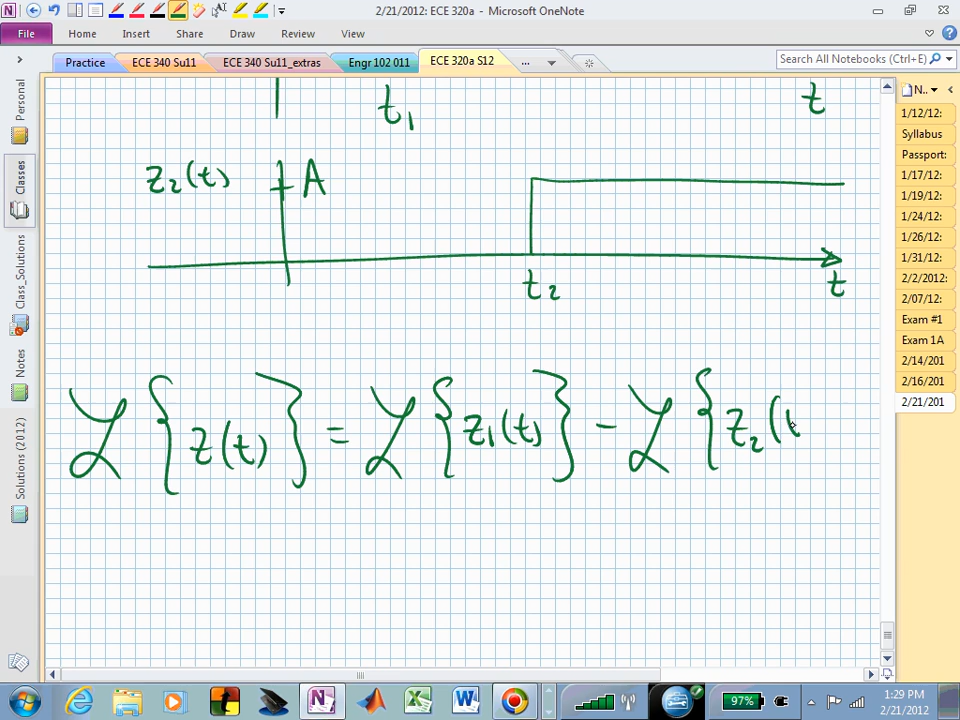 2/21/2012: ECE 320a - Microsoft OneNote
File Home Insert Share Draw Review View
Practice ECE 340 Su11 ECE 340 Su11_extras Engr 102 011 ECE 320a S12 ... Search All Notebooks (Ctrl+E)
Personal
Classes
Class_Solutions
Notes
Solutions (2012)
t₁ t
z₂(t) A
t₂ t
ℒ{z(t)} = ℒ{z₁(t)} - ℒ{z₂(t
N..
1/12/12:
Syllabus
Passport:
1/17/12:
1/19/12:
1/24/12:
1/26/12:
1/31/12:
2/2/2012:
2/07/12:
Exam #1
Exam 1A
2/14/201
2/16/201
2/21/201
97% 1:29 PM
2/21/2012